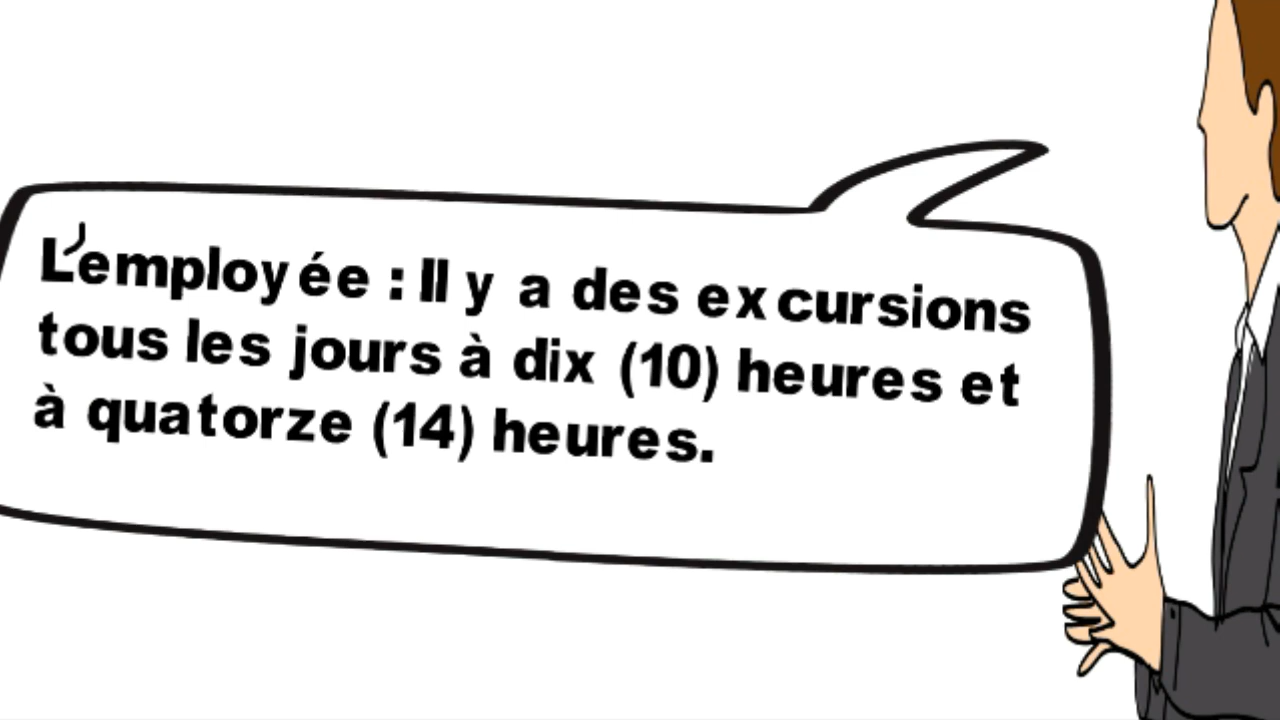 L'employée : Il y a des excursions
tous les jours à dix (10) heures et
à quatorze (14) heures.